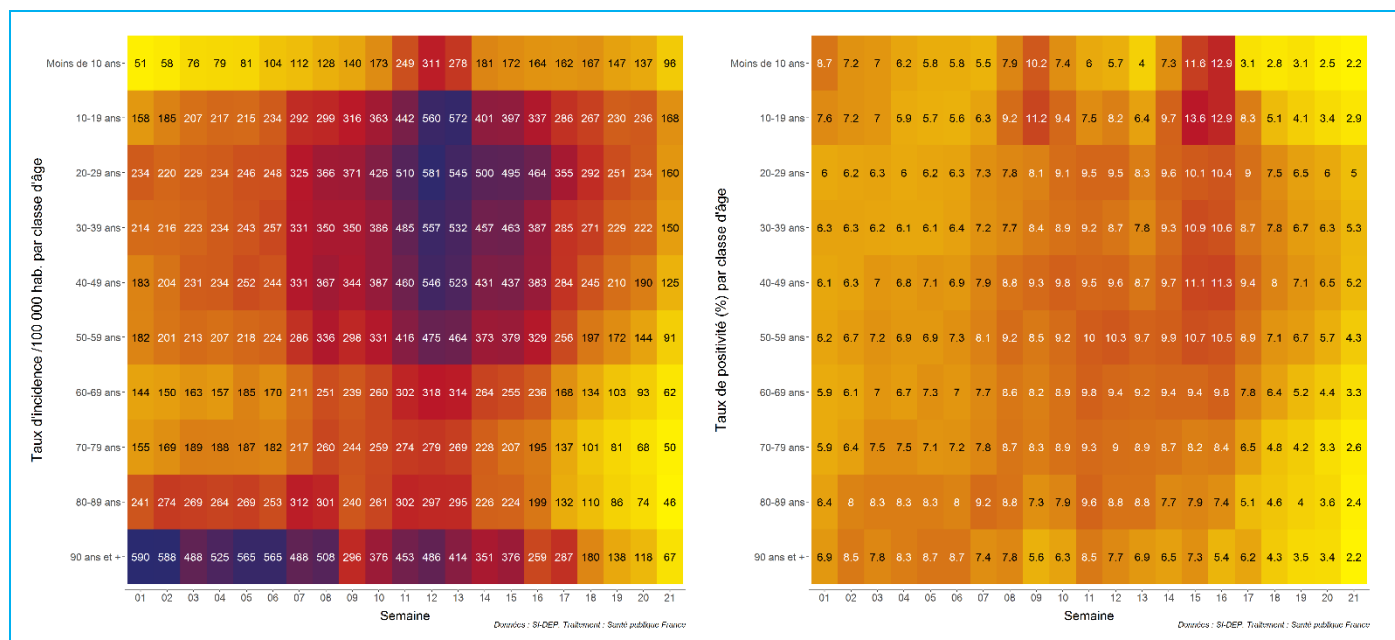 Taux d'incidence /100 000 hab. par classe d'âge
Moins de 10 ans 51 58 76 79 81 104 112 128 140 173 249 311 278 181 172 164 162 167 147 137 96
10-19 ans 158 185 207 217 215 234 292 299 316 363 442 560 572 401 397 337 286 267 230 236 168
20-29 ans 234 220 229 234 246 248 325 366 371 426 510 581 545 500 495 464 355 292 251 234 160
30-39 ans 214 216 223 234 243 257 331 350 350 386 485 557 532 457 463 387 285 271 229 222 150
40-49 ans 183 204 231 234 252 244 331 367 344 387 460 546 523 431 437 383 284 245 210 190 125
50-59 ans 182 201 213 207 218 224 286 336 298 331 416 475 464 373 379 329 256 197 172 144 91
60-69 ans 144 150 163 157 185 170 211 251 239 260 302 318 314 264 255 236 168 134 103 93 62
70-79 ans 155 169 189 188 187 182 217 260 244 259 274 279 269 228 207 195 137 101 81 68 50
80-89 ans 241 274 269 264 269 253 312 301 240 261 302 297 295 226 224 199 132 110 86 74 46
90 ans et + 590 588 488 525 565 565 488 508 296 376 453 486 414 351 376 259 287 180 138 118 67
01 02 03 04 05 06 07 08 09 10 11 12 13 14 15 16 17 18 19 20 21
Semaine
Données : SI-DEP. Traitement : Santé publique France
Taux de positivité (%) par classe d'âge
Moins de 10 ans 8.7 7.2 7 6.2 5.8 5.8 5.5 7.9 10.2 7.4 6 5.7 4 7.3 11.6 12.9 3.1 2.8 3.1 2.5 2.2
10-19 ans 7.6 7.2 7 5.9 5.7 5.6 6.3 9.2 11.2 9.4 7.5 8.2 6.4 9.7 13.6 12.9 8.3 5.1 4.1 3.4 2.9
20-29 ans 6 6.2 6.3 6 6.2 6.3 7.3 7.8 8.1 9.1 9.5 9.5 8.3 9.6 10.1 10.4 9 7.5 6.5 6 5
30-39 ans 6.3 6.3 6.2 6.1 6.1 6.4 7.2 7.7 8.4 8.9 9.2 8.7 7.8 9.3 10.9 10.6 8.7 7.8 6.7 6.3 5.3
40-49 ans 6.1 6.3 7 6.8 7.1 6.9 7.9 8.8 9.3 9.8 9.5 9.6 8.7 9.7 11.1 11.3 9.4 8 7.1 6.5 5.2
50-59 ans 6.2 6.7 7.2 6.9 6.9 7.3 8.1 9.2 8.5 9.2 10 10.3 9.7 9.9 10.7 10.5 8.9 7.1 6.7 5.7 4.3
60-69 ans 5.9 6.1 7 6.7 7.3 7 7.7 8.6 8.2 8.9 9.8 9.4 9.2 9.4 9.4 9.8 7.8 6.4 5.2 4.4 3.3
70-79 ans 5.9 6.4 7.5 7.5 7.1 7.2 7.8 8.7 8.3 8.9 9.3 9 8.9 8.7 8.2 8.4 6.5 4.8 4.2 3.3 2.6
80-89 ans 6.4 8 8.3 8.3 8.3 8 9.2 8.8 7.3 7.9 9.6 8.8 8.8 7.7 7.9 7.4 5.1 4.6 4 3.6 2.4
90 ans et + 6.9 8.5 7.8 8.3 8.7 8.7 7.4 7.8 5.6 6.3 8.5 7.7 6.9 6.5 7.3 5.4 6.2 4.3 3.5 3.4 2.2
01 02 03 04 05 06 07 08 09 10 11 12 13 14 15 16 17 18 19 20 21
Semaine
Données : SI-DEP. Traitement : Santé publique France